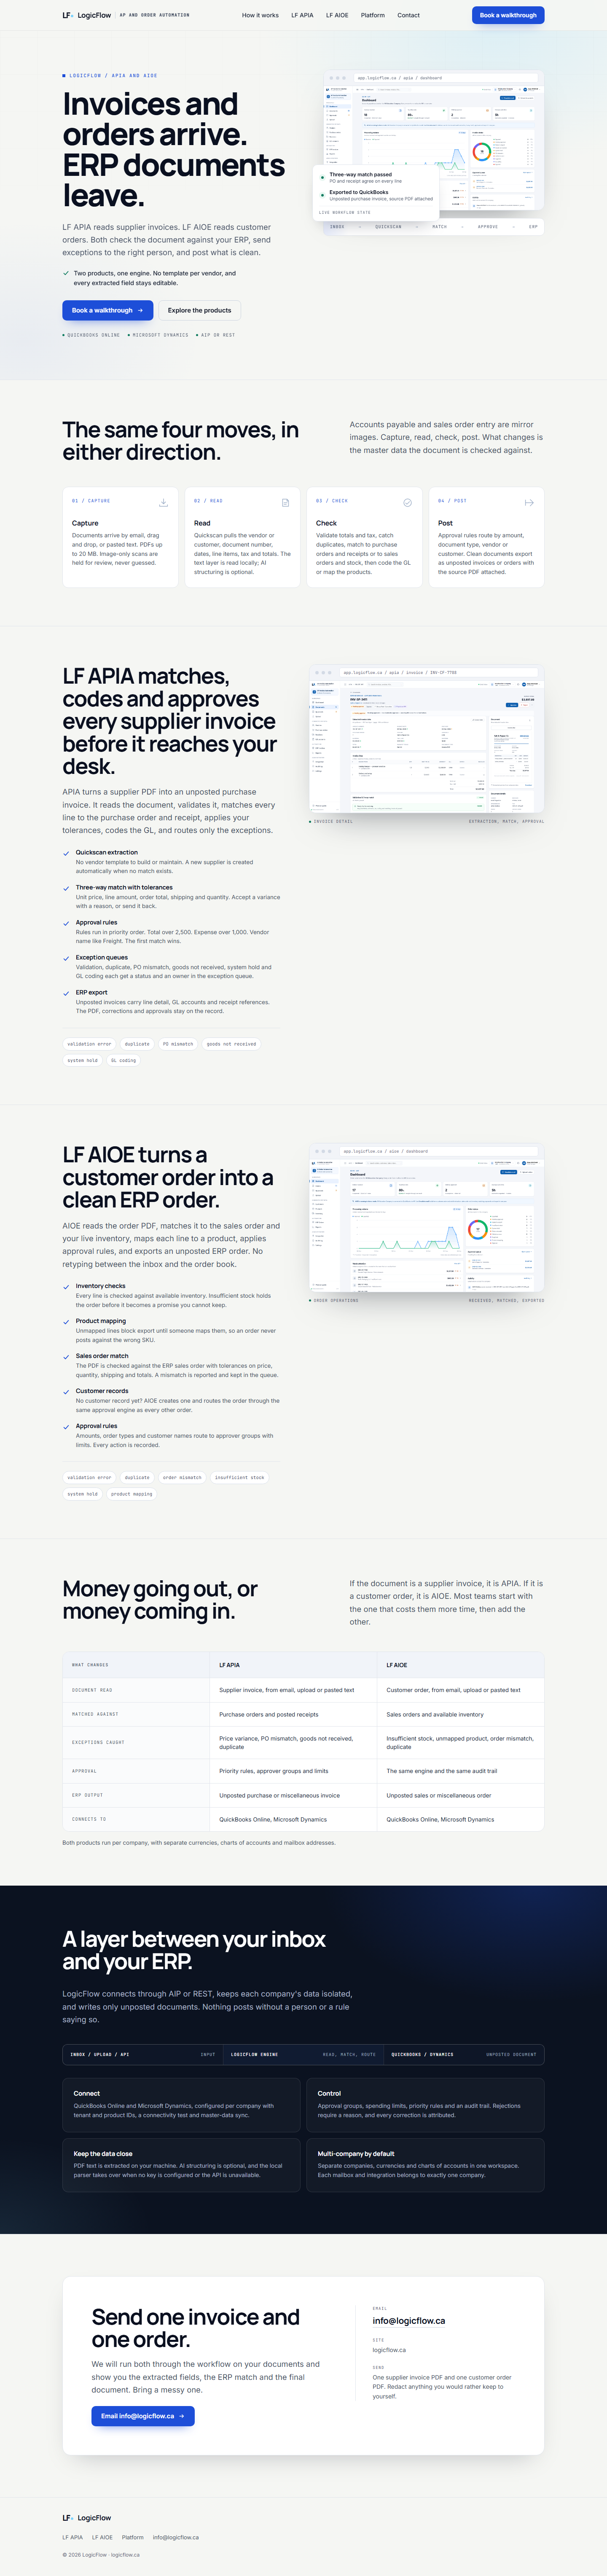 LF. LogicFlow AP AND ORDER AUTOMATION
How it works LF APIA LF AIOE Platform Contact
Book a walkthrough
LOGICFLOW / APIA AND AIOE
Invoices and
orders arrive.
ERP documents
leave.
LF APIA reads supplier invoices. LF AIOE reads customer
orders. Both check the document against your ERP, send
exceptions to the right person, and post what is clean.
Two products, one engine. No template per vendor, and
every extracted field stays editable.
Book a walkthrough →
Explore the products
QUICKBOOKS ONLINE MICROSOFT DYNAMICS AIP OR REST
app.logicflow.ca / apia / dashboard
Dashboard
Three-way match passed
PO and receipt agree on every line
Exported to QuickBooks
Unposted purchase invoice, source PDF attached
LIVE WORKFLOW STATE
INBOX → QUICKSCAN → MATCH → APPROVE → ERP
The same four moves, in
either direction.
Accounts payable and sales order entry are mirror
images. Capture, read, check, post. What changes is
the master data the document is checked against.
01 / CAPTURE
Capture
Documents arrive by email, drag
and drop, or pasted text. PDFs up
to 20 MB. Image-only scans are
held for review, never guessed.
02 / READ
Read
Quickscan pulls the vendor or
customer, document number,
dates, line items, tax and totals. The
text layer is read locally; AI
structuring is optional.
03 / CHECK
Check
Validate totals and tax, catch
duplicates, match to purchase
orders and receipts or to sales
orders and stock, then code the GL
or map the products.
04 / POST
Post
Approval rules route by amount,
document type, vendor or
customer. Clean documents export
as unposted invoices or orders with
the source PDF attached.
LF APIA matches,
codes and approves
every supplier invoice
before it reaches your
desk.
APIA turns a supplier PDF into an unposted purchase
invoice. It reads the document, validates it, matches every
line to the purchase order and receipt, applies your
tolerances, codes the GL, and routes only the exceptions.
Quickscan extraction
No vendor template to build or maintain. A new supplier is created
automatically when no match exists.
Three-way match with tolerances
Unit price, line amount, order total, shipping and quantity. Accept a variance
with a reason, or send it back.
Approval rules
Rules run in priority order. Total over 2,500. Expense over 1,000. Vendor
name like Freight. The first match wins.
Exception queues
Validation, duplicate, PO mismatch, goods not received, system hold and
GL coding each get a status and an owner in the exception queue.
ERP export
Unposted invoices carry line detail, GL accounts and receipt references.
The PDF, corrections and approvals stay on the record.
validation error duplicate PO mismatch goods not received
system hold GL coding
app.logicflow.ca / apia / invoice / INV-CF-7788
INVOICE DETAIL EXTRACTION, MATCH, APPROVAL
LF AIOE turns a
customer order into a
clean ERP order.
AIOE reads the order PDF, matches it to the sales order and
your live inventory, maps each line to a product, applies
approval rules, and exports an unposted ERP order. No
retyping between the inbox and the order book.
Inventory checks
Every line is checked against available inventory. Insufficient stock holds
the order before it becomes a promise you cannot keep.
Product mapping
Unmapped lines block export until someone maps them, so an order never
posts against the wrong SKU.
Sales order match
The PDF is checked against the ERP sales order with tolerances on price,
quantity, shipping and totals. A mismatch is reported and kept in the queue.
Customer records
No customer record yet? AIOE creates one and routes the order through the
same approval engine as every other order.
Approval rules
Amounts, order types and customer names route to approver groups with
limits. Every action is recorded.
validation error duplicate order mismatch insufficient stock
system hold product mapping
app.logicflow.ca / aioe / dashboard
Dashboard
ORDER OPERATIONS RECEIVED, MATCHED, EXPORTED
Money going out, or
money coming in.
If the document is a supplier invoice, it is APIA. If it is
a customer order, it is AIOE. Most teams start with
the one that costs them more time, then add the
other.
WHAT CHANGES LF APIA LF AIOE
DOCUMENT READ Supplier invoice, from email, upload or pasted text Customer order, from email, upload or pasted text
MATCHED AGAINST Purchase orders and posted receipts Sales orders and available inventory
EXCEPTIONS CAUGHT Price variance, PO mismatch, goods not received, duplicate Insufficient stock, unmapped product, order mismatch, duplicate
APPROVAL Priority rules, approver groups and limits The same engine and the same audit trail
ERP OUTPUT Unposted purchase or miscellaneous invoice Unposted sales or miscellaneous order
CONNECTS TO QuickBooks Online, Microsoft Dynamics QuickBooks Online, Microsoft Dynamics
Both products run per company, with separate currencies, charts of accounts and mailbox addresses.
A layer between your inbox
and your ERP.
LogicFlow connects through AIP or REST, keeps each company's data isolated,
and writes only unposted documents. Nothing posts without a person or a rule
saying so.
INBOX / UPLOAD / API INPUT LOGICFLOW ENGINE READ, MATCH, ROUTE QUICKBOOKS / DYNAMICS UNPOSTED DOCUMENT
Connect
QuickBooks Online and Microsoft Dynamics, configured per company with
tenant and product IDs, a connectivity test and master-data sync.
Control
Approval groups, spending limits, priority rules and an audit trail. Rejections
require a reason, and every correction is attributed.
Keep the data close
PDF text is extracted on your machine. AI structuring is optional, and the local
parser takes over when no key is configured or the API is unavailable.
Multi-company by default
Separate companies, currencies and charts of accounts in one workspace.
Each mailbox and integration belongs to exactly one company.
Send one invoice and
one order.
We will run both through the workflow on your documents and
show you the extracted fields, the ERP match and the final
document. Bring a messy one.
Email info@logicflow.ca →
EMAIL
info@logicflow.ca
SITE
logicflow.ca
SEND
One supplier invoice PDF and one customer order
PDF. Redact anything you would rather keep to
yourself.
LF. LogicFlow
LF APIA LF AIOE Platform info@logicflow.ca
© 2026 LogicFlow · logicflow.ca